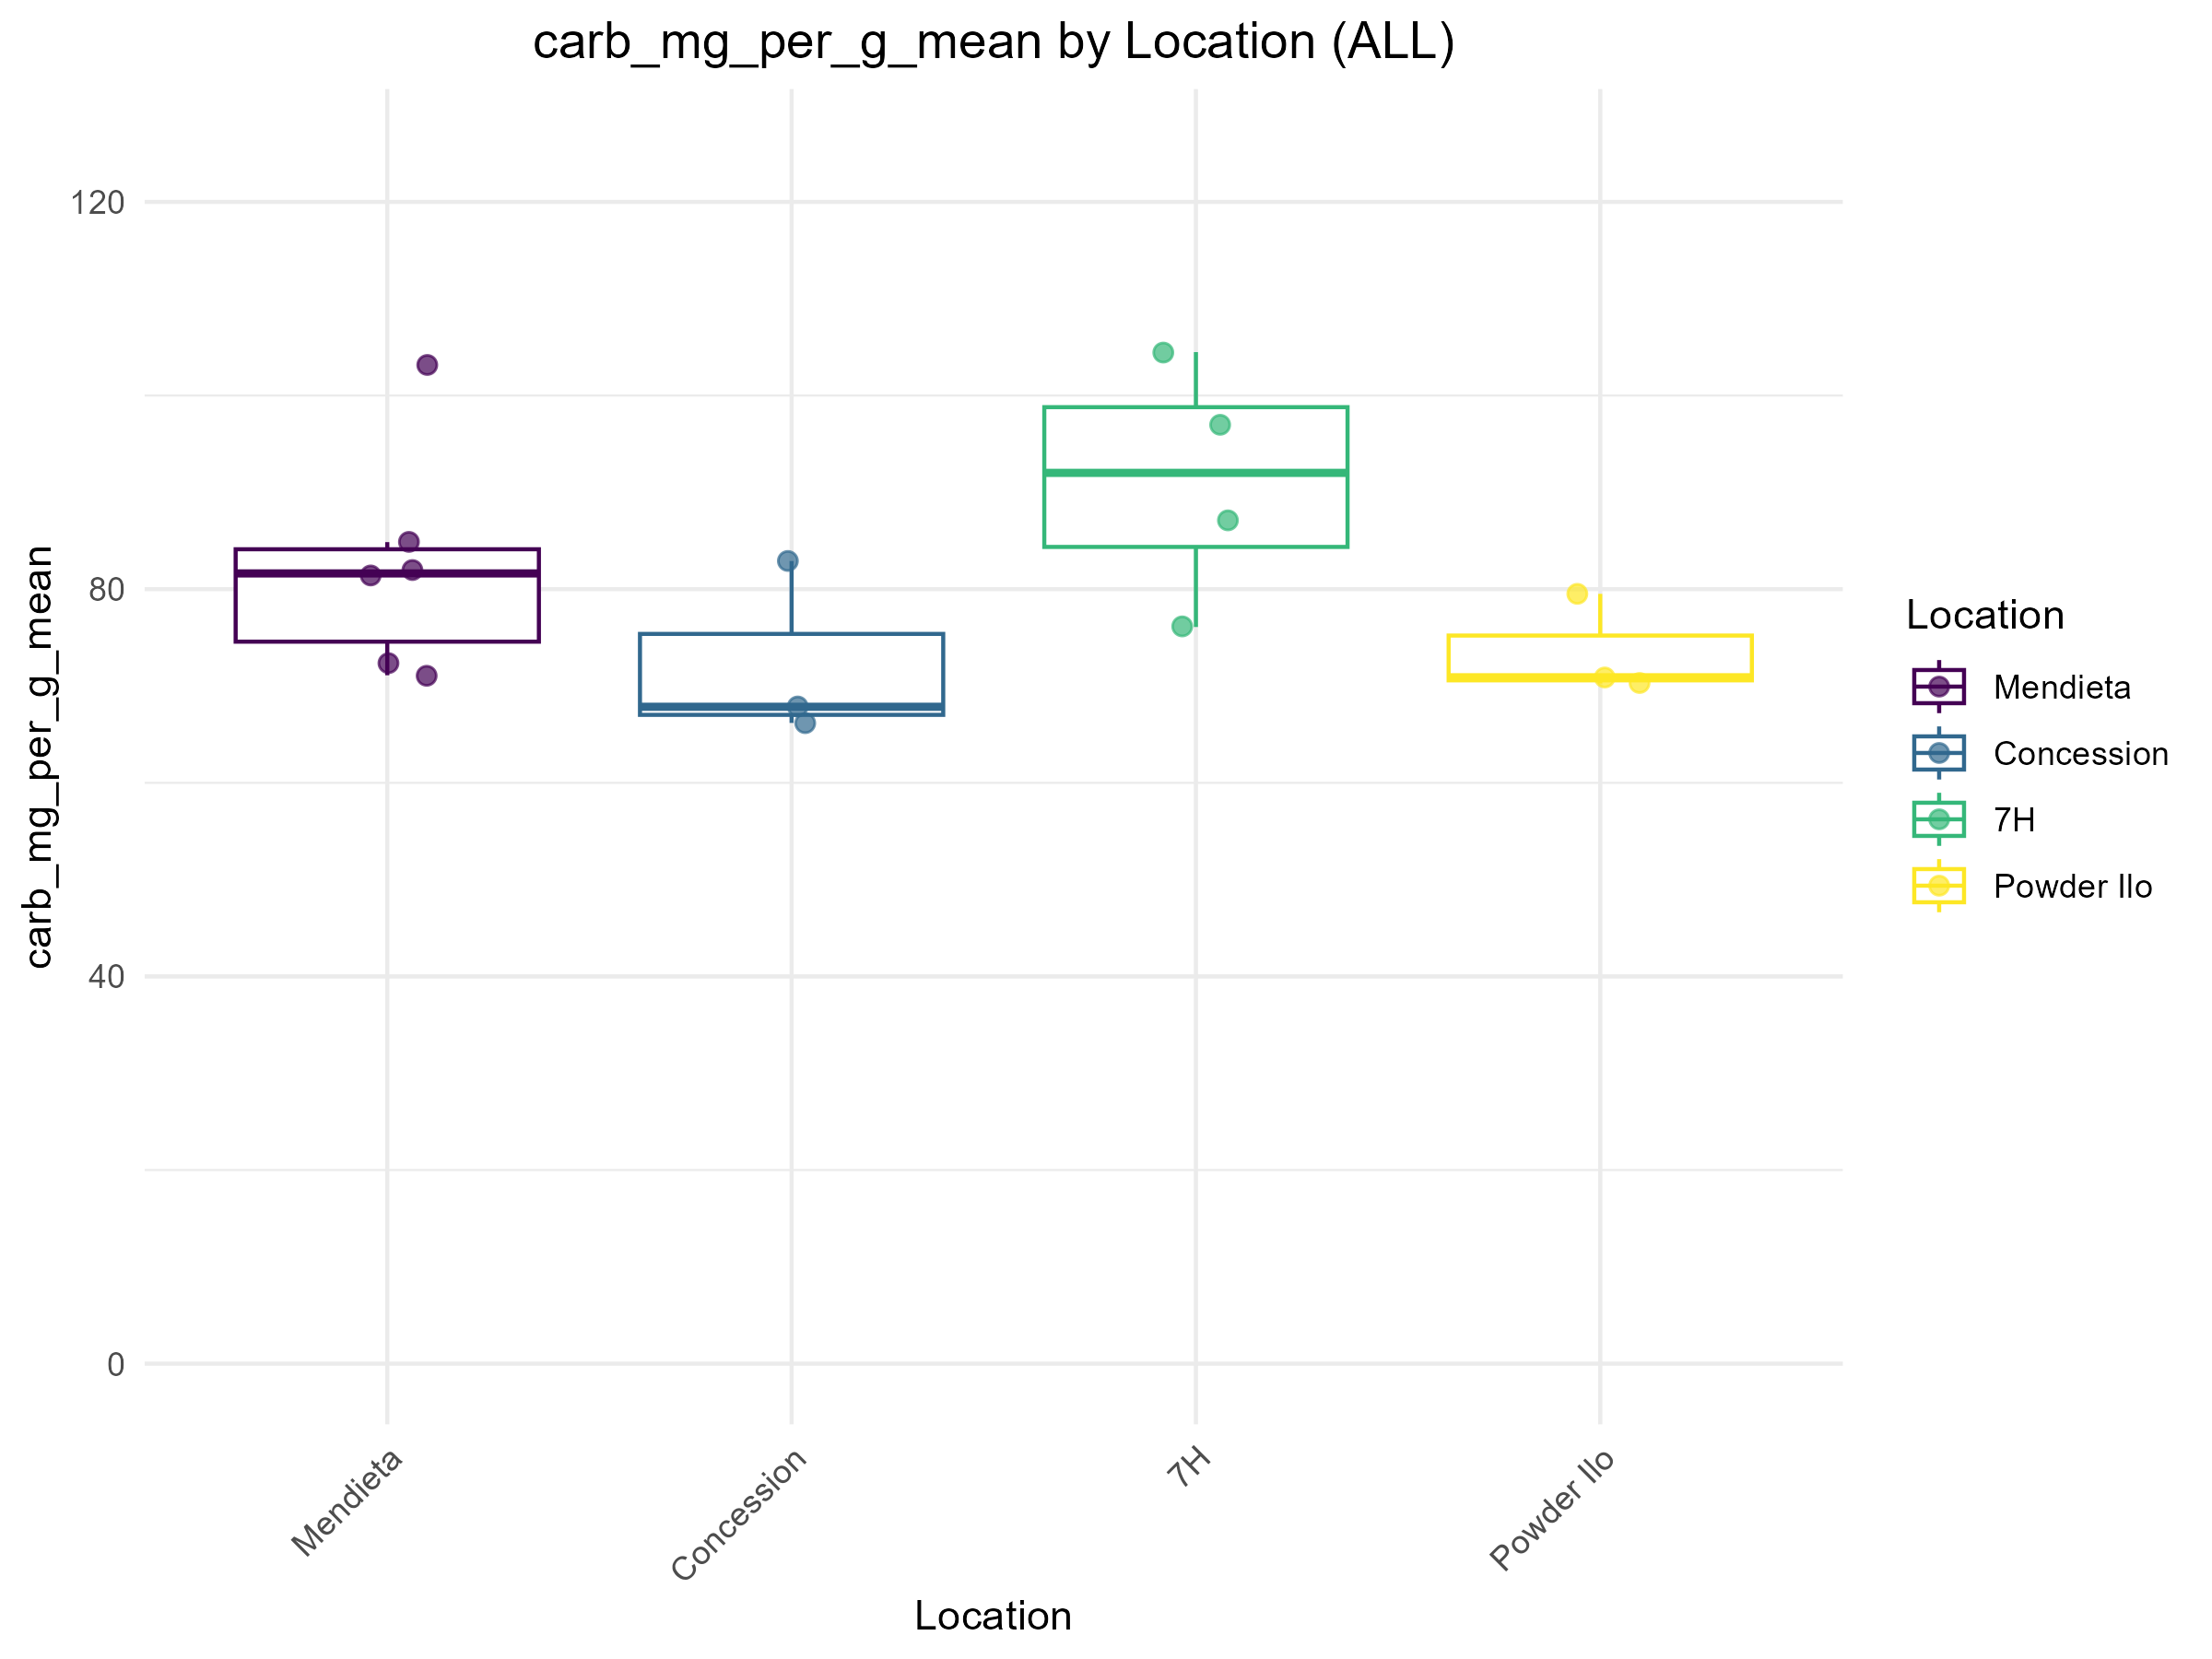 carb_mg_per_g_mean by Location (ALL)
120
80
40
0
carb_mg_per_g_mean
Mendieta
Concession
7H
Powder Ilo
Location
Location
Mendieta
Concession
7H
Powder Ilo